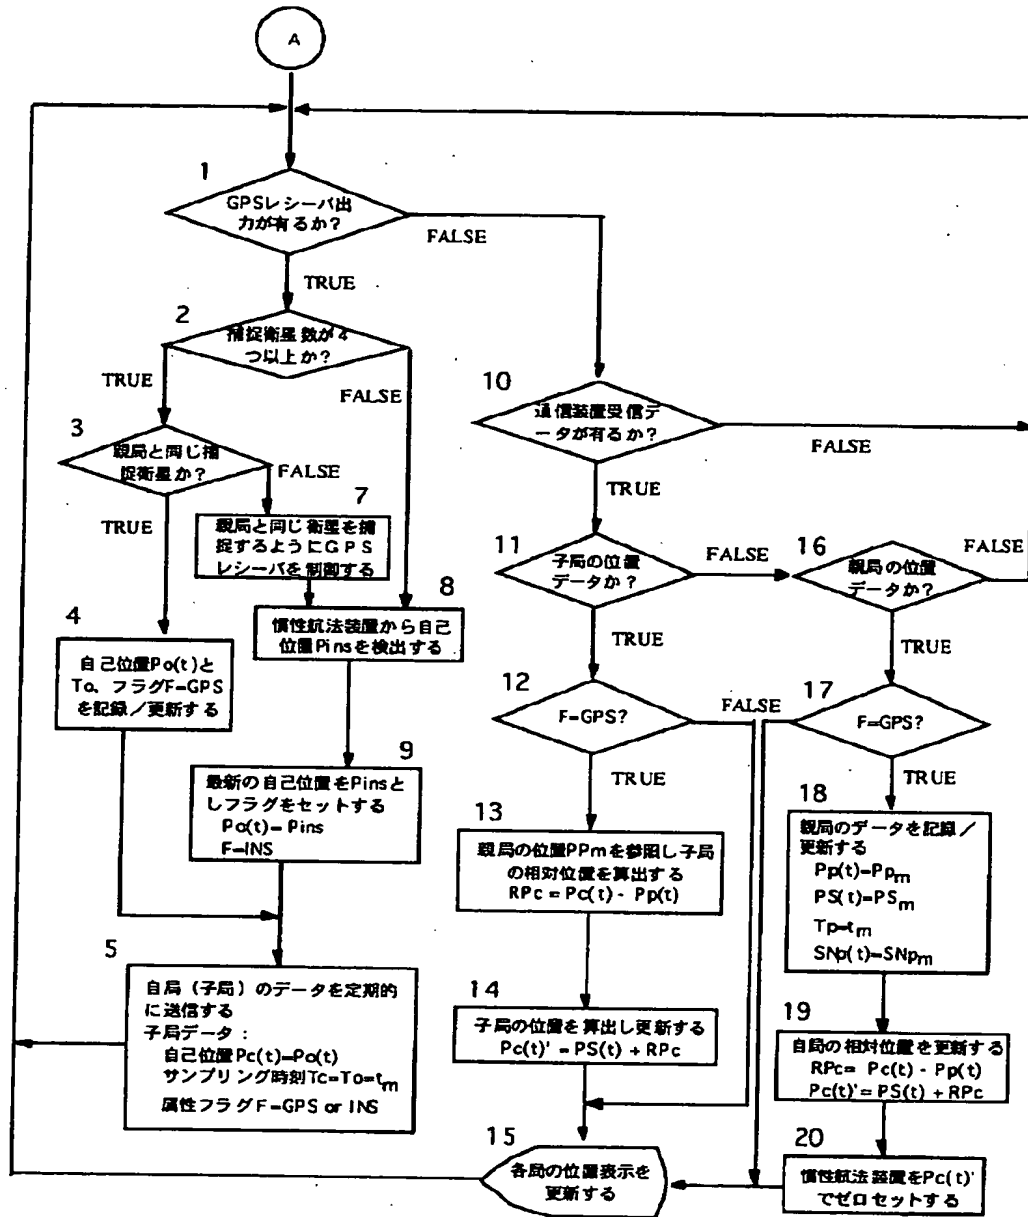 A
1
GPSレシーバ出
力が有るか？
FALSE
TRUE
2
捕捉衛星数が4
つ以上か？
TRUE
FALSE
3
親局と同じ捕
捉衛星か？
FALSE
TRUE
7
親局と同じ衛星を捕
捉するようにＧＰＳ
レシーバを制御する
8
慣性航法装置から自己
位置Pinsを検出する
4
自己位置Po(t)と
To、フラグF=GPS
を記録／更新する
9
最新の自己位置をPinsと
しフラグをセットする
Po(t)= Pins
F=INS
5
自局（子局）のデータを定期的
に送信する
子局データ：
自己位置Pc(t)=Po(t)
サンプリング時刻Tc=To=tm
属性フラグF=GPS or INS
10
通信装置受信デ
ータが有るか？
FALSE
TRUE
11
子局の位置
データか？
FALSE
TRUE
16
親局の位置
データか？
FALSE
TRUE
12
F=GPS?
FALSE
TRUE
17
F=GPS?
TRUE
13
親局の位置PPmを参照し子局
の相対位置を算出する
RPc = Pc(t) - Pp(t)
14
子局の位置を算出し更新する
Pc(t)' = PS(t) + RPc
15
各局の位置表示を
更新する
18
親局のデータを記録／
更新する
Pp(t)=Ppm
PS(t)=PSm
Tp=tm
SNp(t)=SNpm
19
自局の相対位置を更新する
RPc= Pc(t) - Pp(t)
Pc(t)'= PS(t) + RPc
20
慣性航法装置をPc(t)'
でゼロセットする